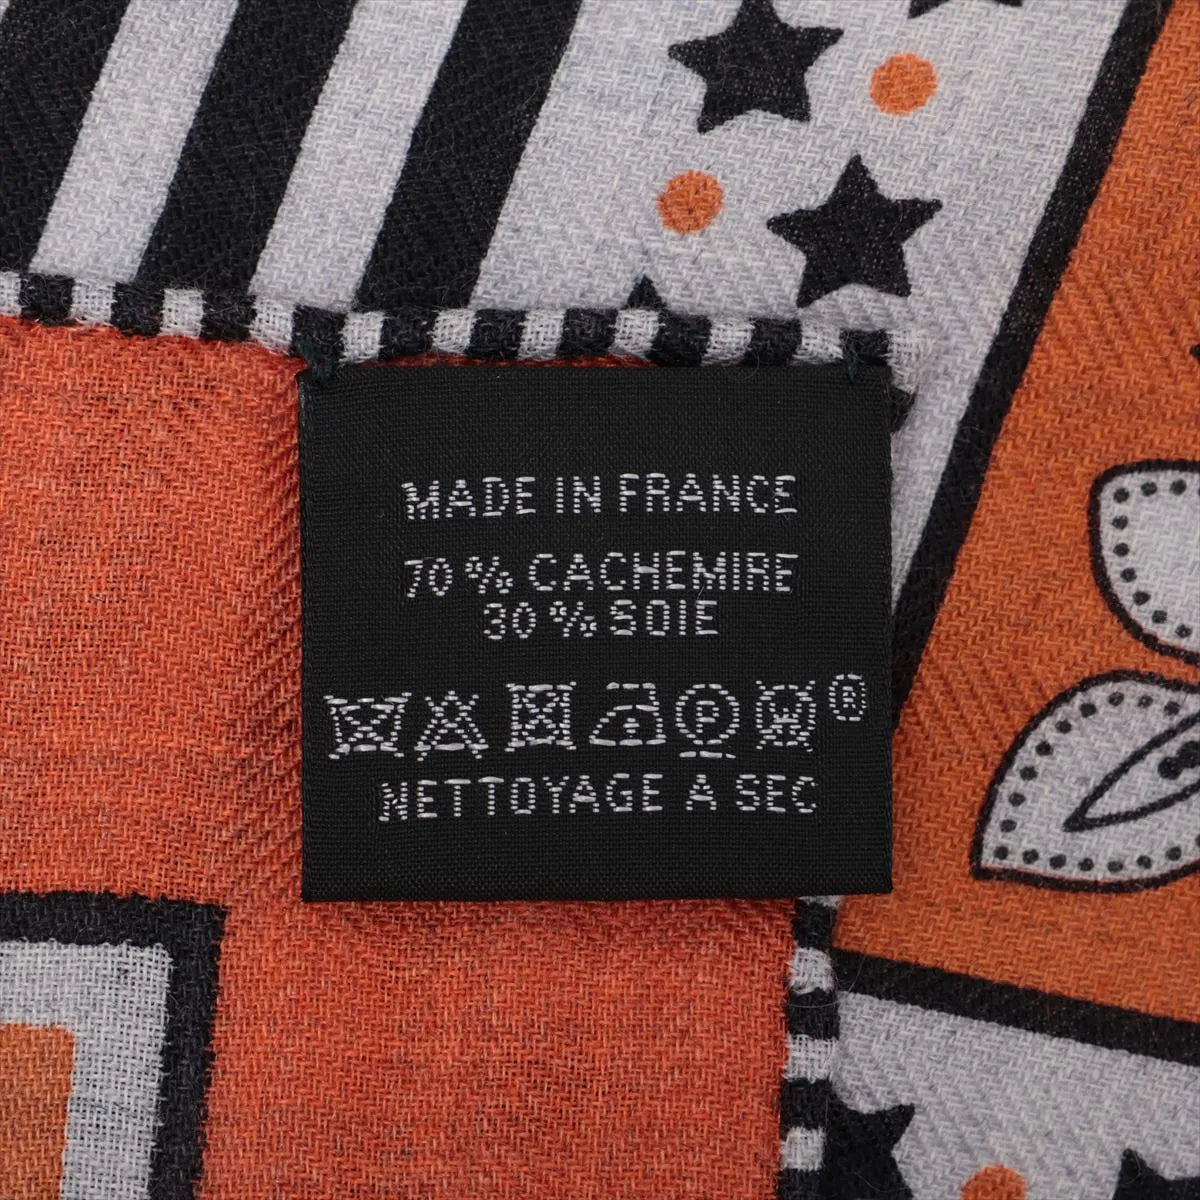 MADE IN FRANCE
70 % CACHEMIRE
30 % SOIE
P W ®
NETTOYAGE A SEC